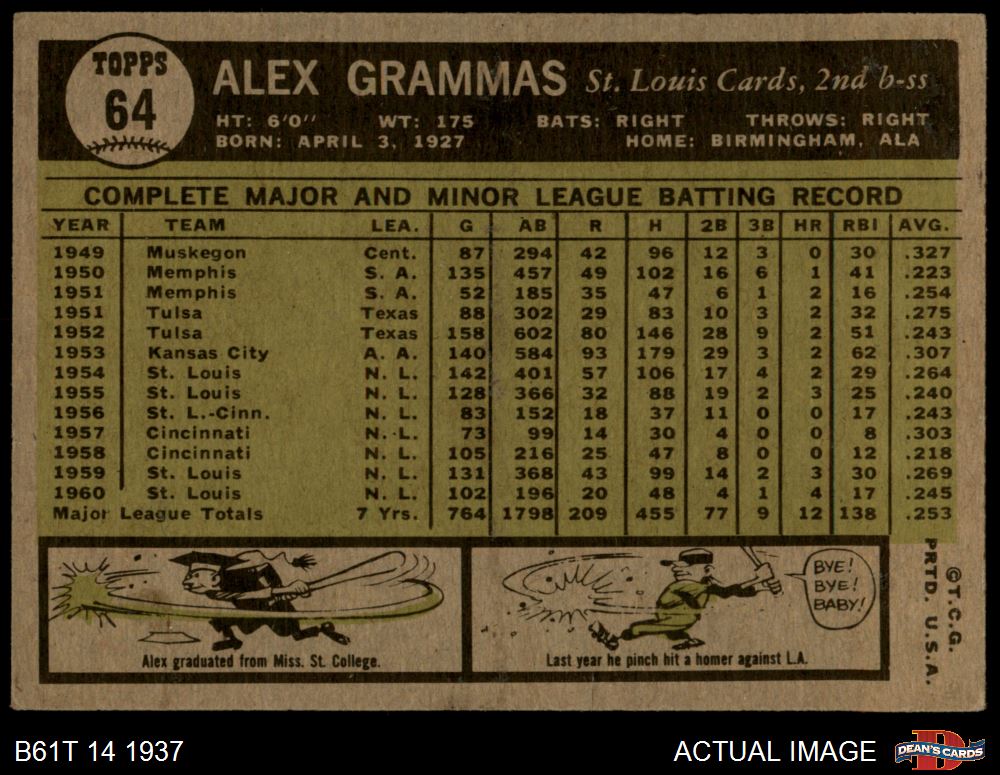 TOPPS
64
ALEX GRAMMAS St. Louis Cards, 2nd b-ss
HT: 6'0" WT: 175 BATS: RIGHT THROWS: RIGHT
BORN: APRIL 3, 1927 HOME: BIRMINGHAM, ALA
COMPLETE MAJOR AND MINOR LEAGUE BATTING RECORD
YEAR TEAM LEA. G AB R H 2B 3B HR RBI AVG.
1949 Muskegon Cent. 87 294 42 96 12 3 0 30 .327
1950 Memphis S. A. 135 457 49 102 16 6 1 41 .223
1951 Memphis S. A. 52 185 35 47 6 1 2 16 .254
1951 Tulsa Texas 88 302 29 83 10 3 2 32 .275
1952 Tulsa Texas 158 602 80 146 28 9 2 51 .243
1953 Kansas City A. A. 140 584 93 179 29 3 2 62 .307
1954 St. Louis N. L. 142 401 57 106 17 4 2 29 .264
1955 St. Louis N. L. 128 366 32 88 19 2 3 25 .240
1956 St. L.-Cinn. N. L. 83 152 18 37 11 0 0 17 .243
1957 Cincinnati N. L. 73 99 14 30 4 0 0 8 .303
1958 Cincinnati N. L. 105 216 25 47 8 0 0 12 .218
1959 St. Louis N. L. 131 368 43 99 14 2 3 30 .269
1960 St. Louis N. L. 102 196 20 48 4 1 4 17 .245
Major League Totals 7 Yrs. 764 1798 209 455 77 9 12 138 .253
Alex graduated from Miss. St. College.
BYE!
BYE!
BABY!
Last year he pinch hit a homer against L.A.
©T.C.G.
PRTD. U.S.A.
B61T 14 1937
ACTUAL IMAGE
DEAN'S CARDS